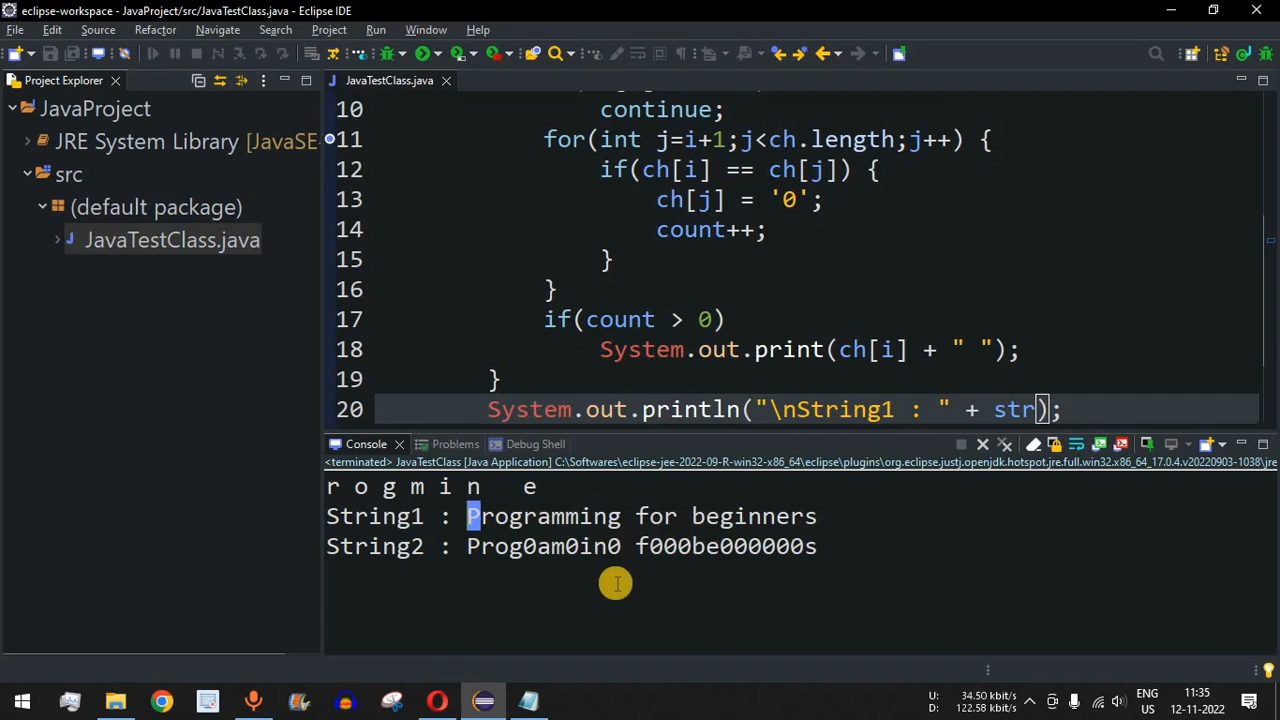 eclipse-workspace - JavaProject/src/JavaTestClass.java - Eclipse IDE
File Edit Source Refactor Navigate Search Project Run Window Help
Project Explorer
JavaTestClass.java
JavaProject
JRE System Library [JavaSE-
src
(default package)
JavaTestClass.java
10 continue;
11 for(int j=i+1;j<ch.length;j++) {
12 if(ch[i] == ch[j]) {
13 ch[j] = '0';
14 count++;
15 }
16 }
17 if(count > 0)
18 System.out.print(ch[i] + " ");
19 }
20 System.out.println("\nString1 : " + str);
Console Problems Debug Shell
<terminated> JavaTestClass [Java Application] C:\Softwares\eclipse-jee-2022-09-R-win32-x86_64\eclipse\plugins\org.eclipse.justj.openjdk.hotspot.jre.full.win32.x86_64_17.0.4.v20220903-1038\jre
r o g m i n   e
String1 : Programming for beginners
String2 : Prog0am0in0 f000be000000s
U: 34.50 kbit/s
D: 122.58 kbit/s
ENG
US
11:35
12-11-2022